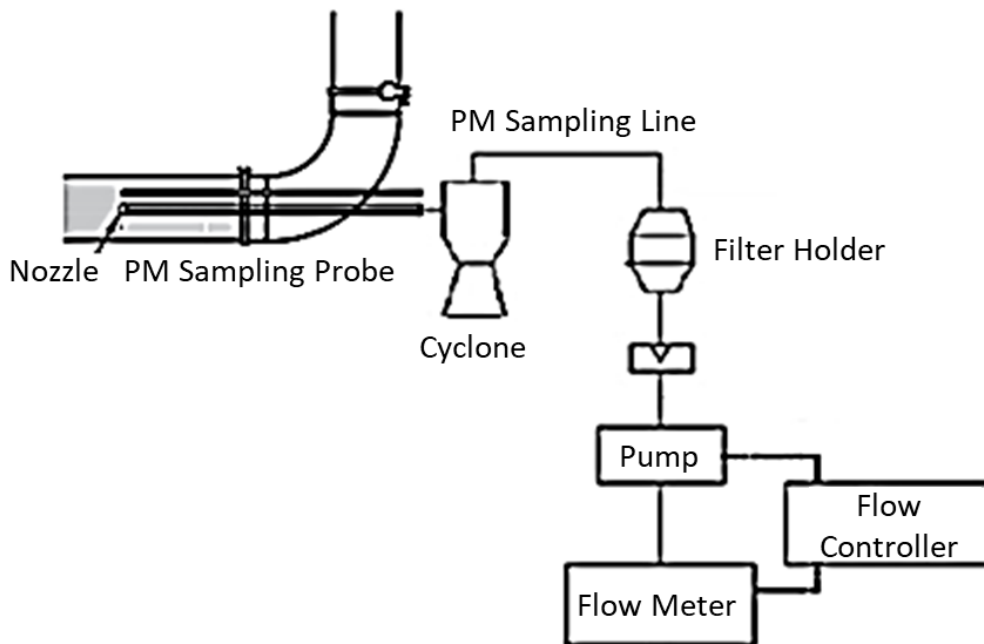 PM Sampling Line
Nozzle
PM Sampling Probe
Filter Holder
Cyclone
Pump
Flow
Controller
Flow Meter